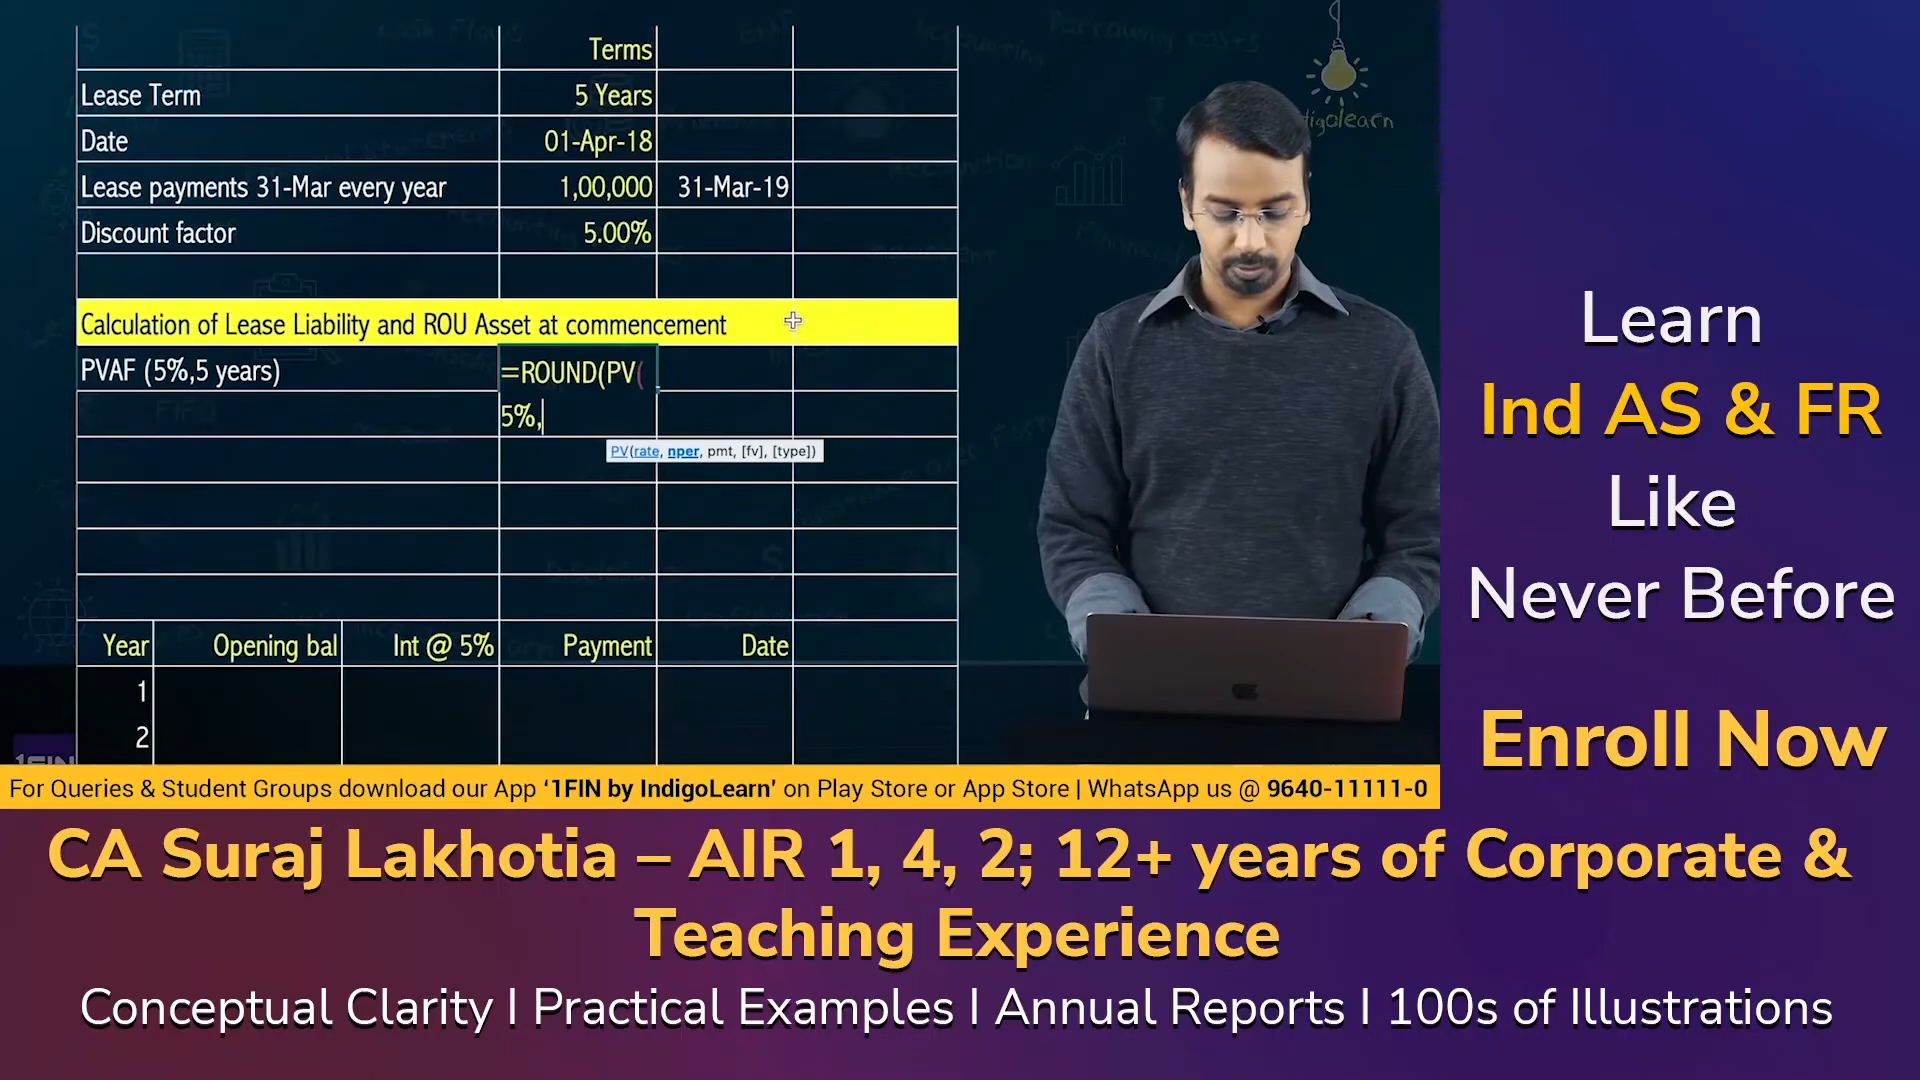 Terms
Lease Term 5 Years
Date 01-Apr-18
Lease payments 31-Mar every year 1,00,000 31-Mar-19
Discount factor 5.00%
Calculation of Lease Liability and ROU Asset at commencement
PVAF (5%,5 years) =ROUND(PV(
5%,
PV(rate, nper, pmt, [fv], [type])
Year Opening bal Int @ 5% Payment Date
1
2
Learn
Ind AS & FR
Like
Never Before
Enroll Now
For Queries & Student Groups download our App ‘1FIN by IndigoLearn’ on Play Store or App Store | WhatsApp us @ 9640-11111-0
CA Suraj Lakhotia – AIR 1, 4, 2; 12+ years of Corporate &
Teaching Experience
Conceptual Clarity I Practical Examples I Annual Reports I 100s of Illustrations